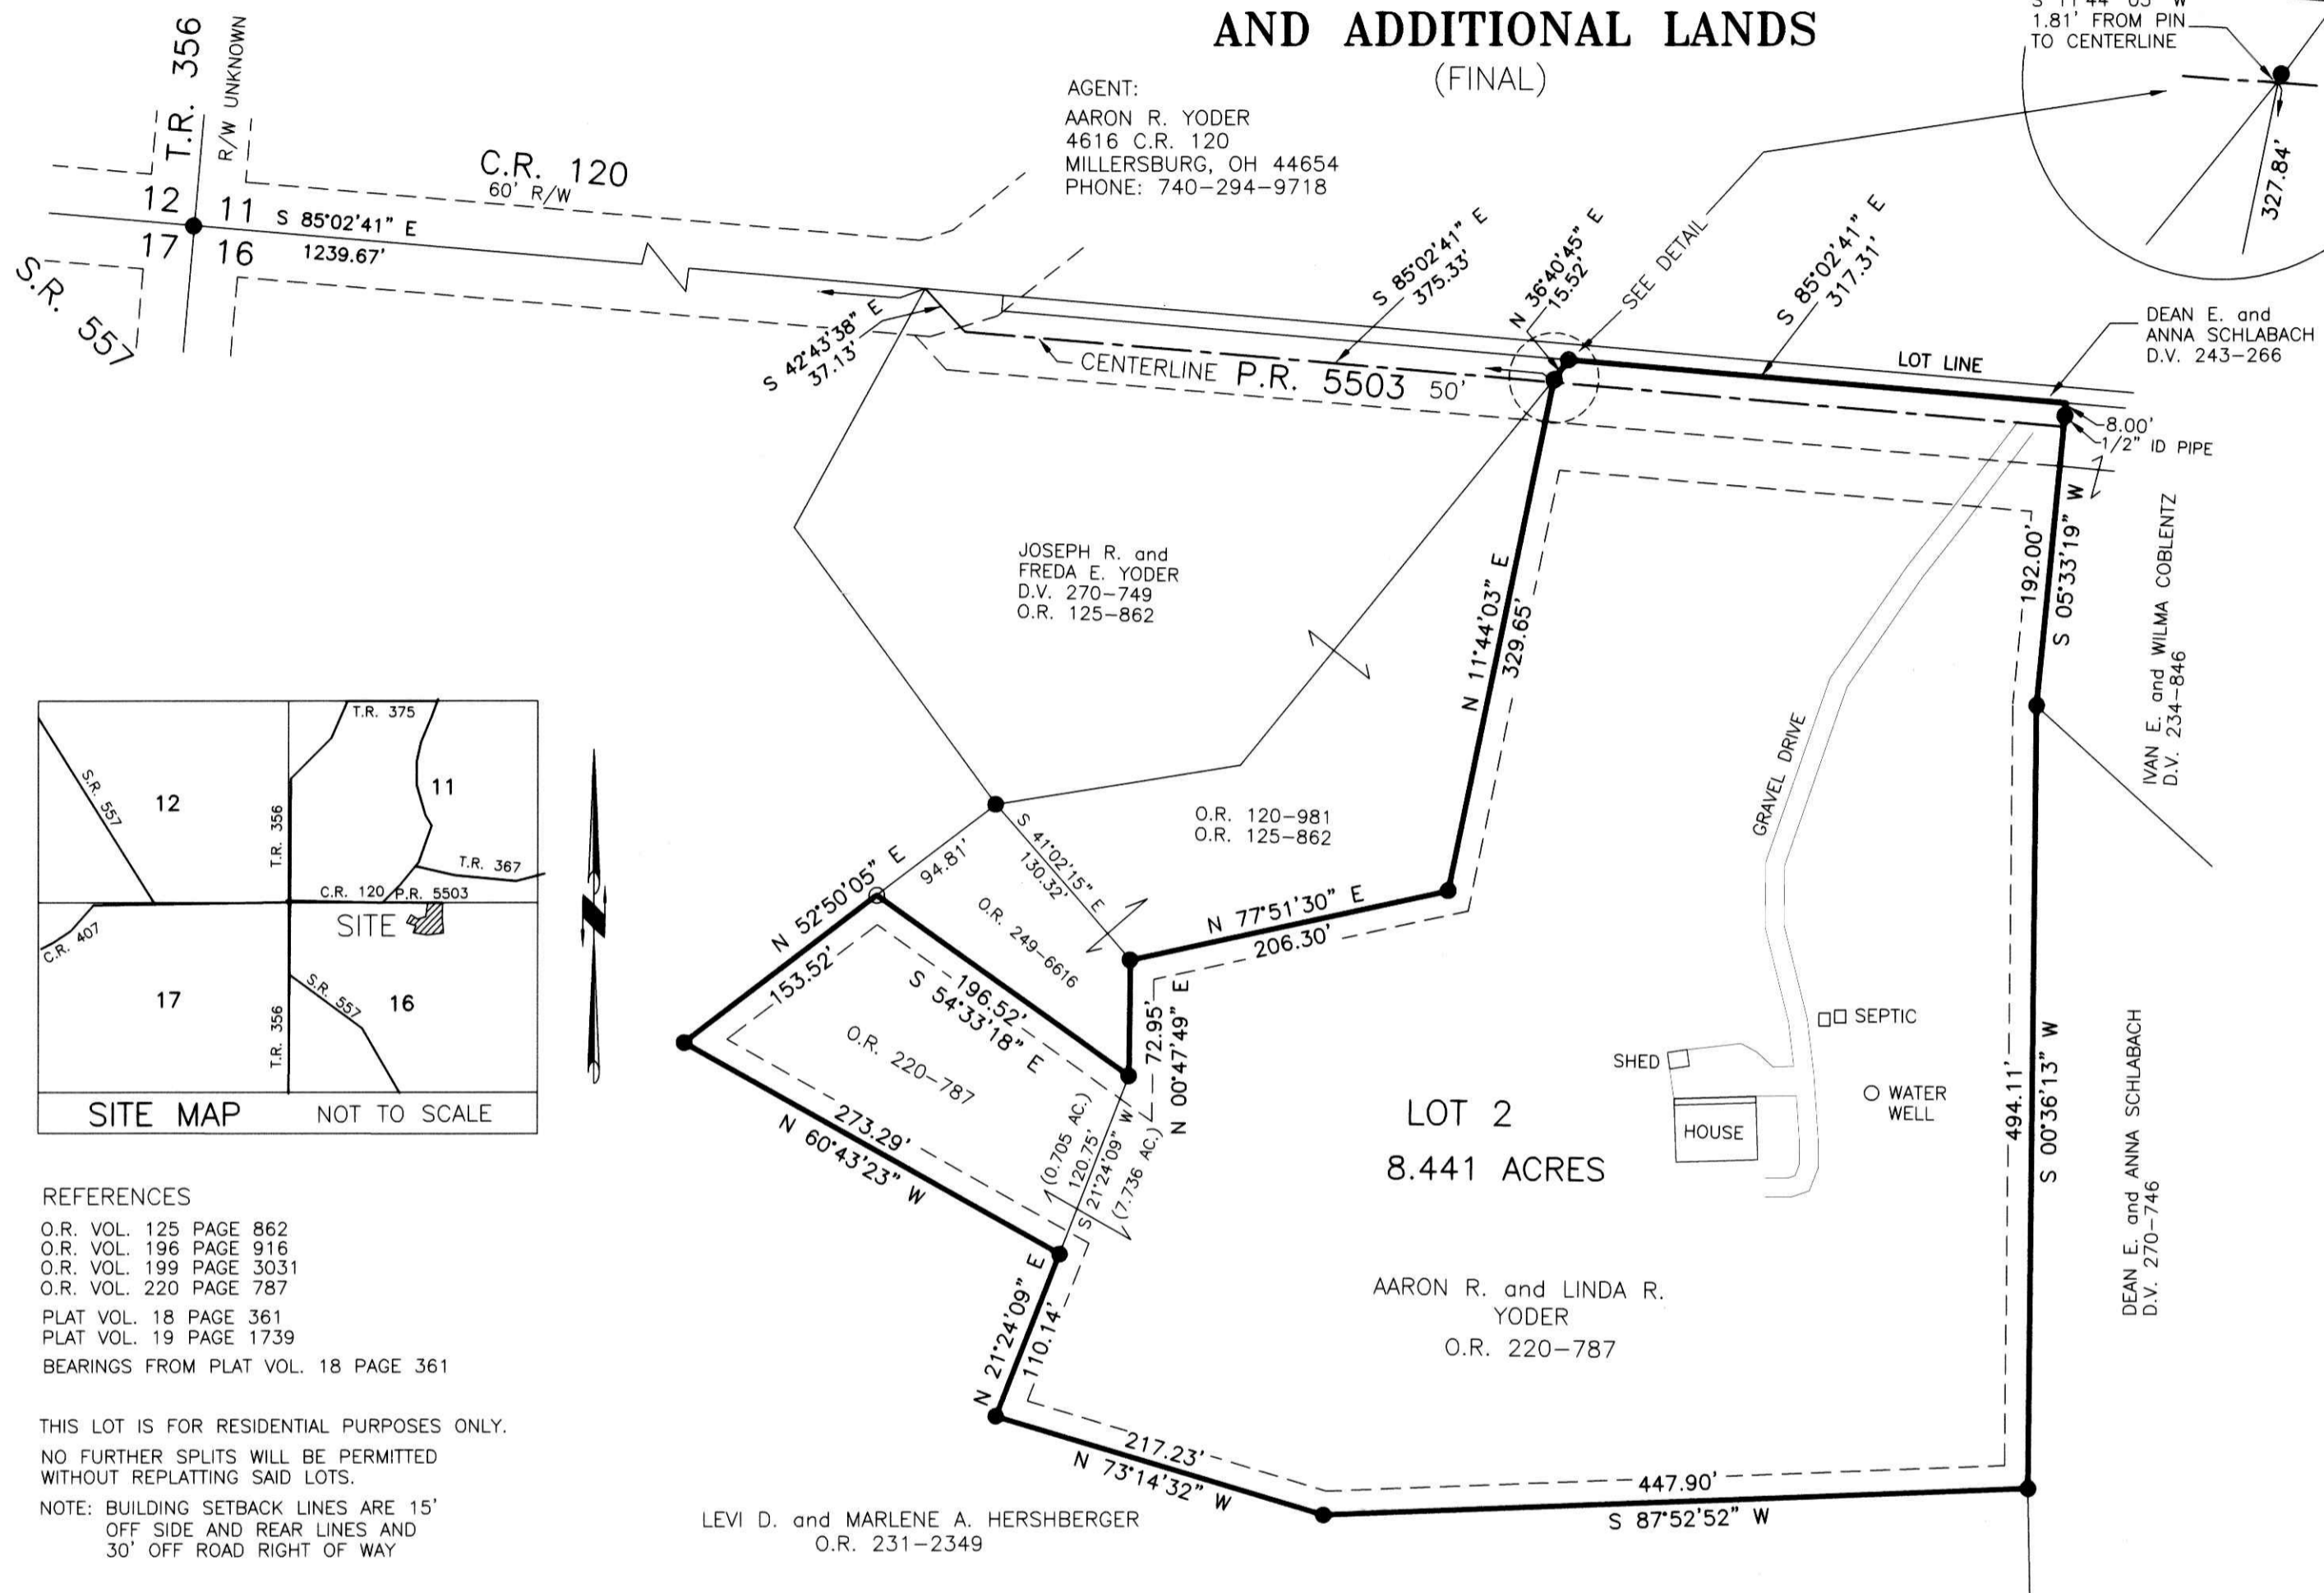 AND ADDITIONAL LANDS
(FINAL)
AGENT:
AARON R. YODER
4616 C.R. 120
MILLERSBURG, OH 44654
PHONE: 740-294-9718
1.81' FROM PIN
TO CENTERLINE
327.84'
T.R. 356
R/W UNKNOWN
C.R. 120
60' R/W
12
11
17
16
S 85°02'41" E
1239.67'
S.R. 557
S 42°43'38" E
37.13'
CENTERLINE P.R. 5503 50'
S 85°02'41" E
375.33'
N 36°40'45" E
15.52'
SEE DETAIL
S 85°02'41" E
317.31'
LOT LINE
DEAN E. and
ANNA SCHLABACH
D.V. 243-266
8.00'
1/2" ID PIPE
JOSEPH R. and
FREDA E. YODER
D.V. 270-749
O.R. 125-862
N 11°44'03" E
329.65'
192.00'
S 05°33'19" W
IVAN E. and WILMA COBLENTZ
D.V. 234-846
GRAVEL DRIVE
O.R. 120-981
O.R. 125-862
S 41°02'15" E
130.32'
94.81'
N 52°50'05" E
153.52'
O.R. 249-6616
N 77°51'30" E
206.30'
196.52'
S 54°33'18" E
O.R. 220-787
72.95'
N 00°47'49" E
273.29'
N 60°43'23" W
(0.705 AC.)
120.75'
S 21°24'09" W
(7.736 AC.)
SEPTIC
SHED
WATER
WELL
HOUSE
LOT 2
8.441 ACRES
494.11'
S 00°36'13" W
DEAN E. and ANNA SCHLABACH
D.V. 270-746
AARON R. and LINDA R.
YODER
O.R. 220-787
N 21°24'09" E
110.14'
217.23'
N 73°14'32" W
447.90'
S 87°52'52" W
LEVI D. and MARLENE A. HERSHBERGER
O.R. 231-2349
T.R. 375
S.R. 557
12
11
T.R. 356
T.R. 367
C.R. 120
P.R. 5503
SITE
C.R. 407
17
S.R. 557
16
T.R. 356
SITE MAP
NOT TO SCALE
REFERENCES
O.R. VOL. 125 PAGE 862
O.R. VOL. 196 PAGE 916
O.R. VOL. 199 PAGE 3031
O.R. VOL. 220 PAGE 787
PLAT VOL. 18 PAGE 361
PLAT VOL. 19 PAGE 1739
BEARINGS FROM PLAT VOL. 18 PAGE 361
THIS LOT IS FOR RESIDENTIAL PURPOSES ONLY.
NO FURTHER SPLITS WILL BE PERMITTED
WITHOUT REPLATTING SAID LOTS.
NOTE: BUILDING SETBACK LINES ARE 15'
OFF SIDE AND REAR LINES AND
30' OFF ROAD RIGHT OF WAY